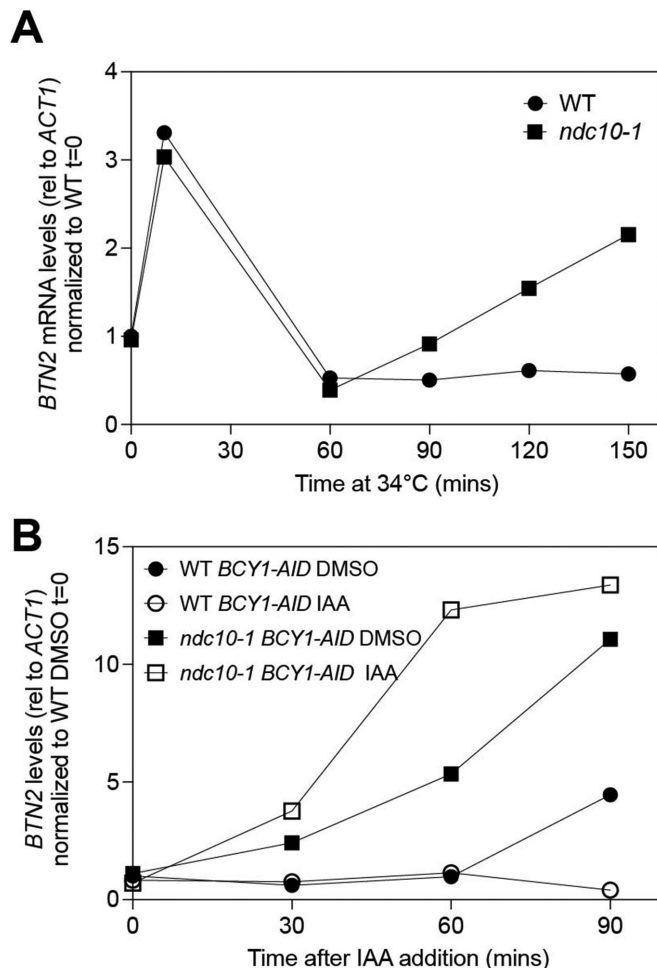 A
BTN2 mRNA levels (rel to ACT1)
normalized to WT t=0
4
3
2
1
0
WT
ndc10-1
0 30 60 90 120 150
Time at 34°C (mins)
B
BTN2 levels (rel to ACT1)
normalized to WT DMSO t=0
15
10
5
0
WT BCY1-AID DMSO
WT BCY1-AID IAA
ndc10-1 BCY1-AID DMSO
ndc10-1 BCY1-AID IAA
0 30 60 90
Time after IAA addition (mins)